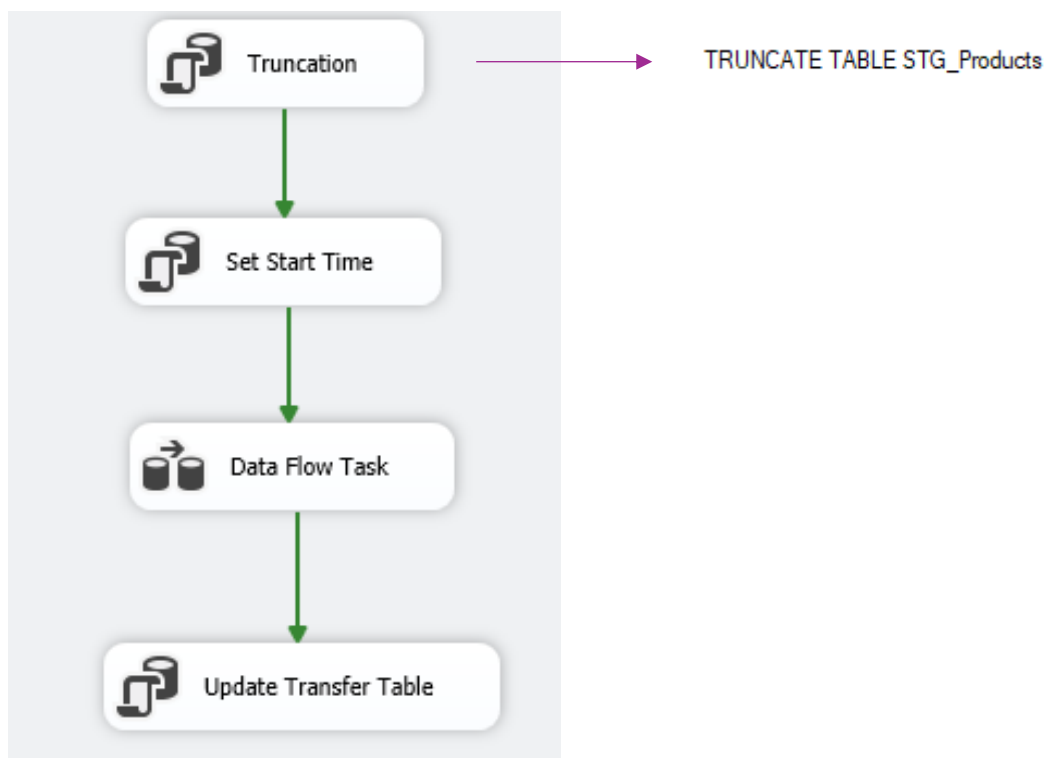 Truncation
TRUNCATE TABLE STG_Products
Set Start Time
Data Flow Task
Update Transfer Table